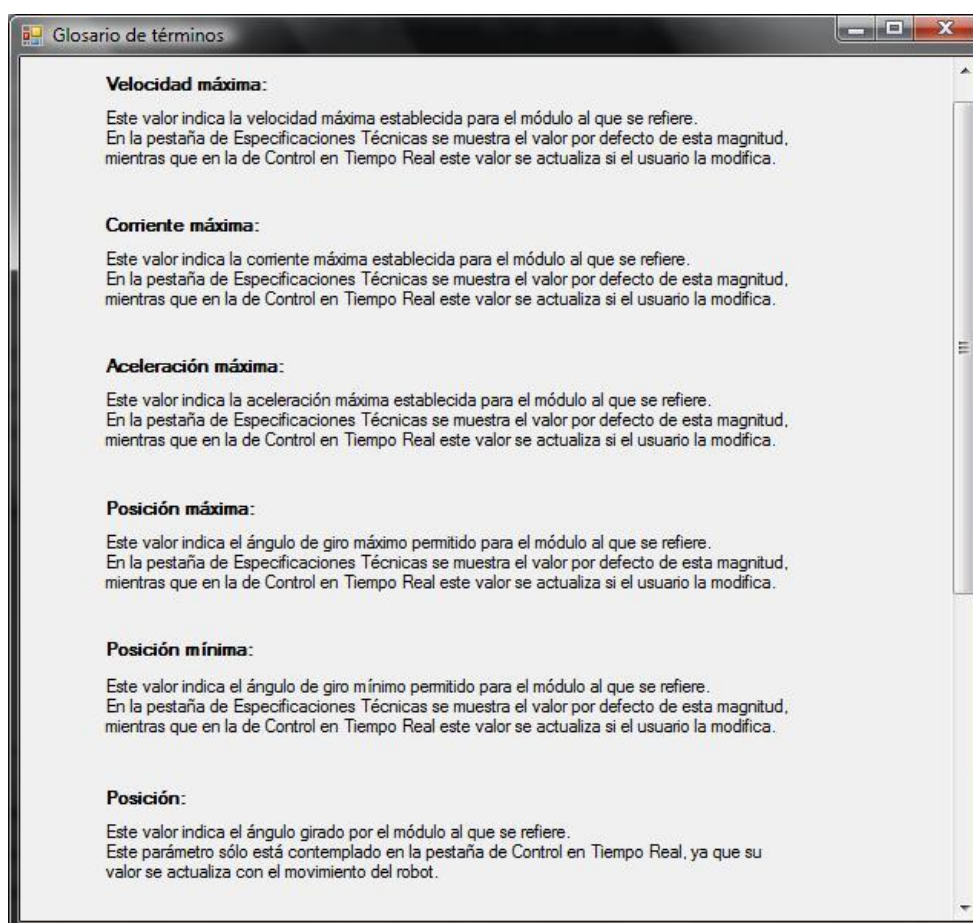 Glosario de términos
Velocidad máxima:
Este valor indica la velocidad máxima establecida para el módulo al que se refiere.
En la pestaña de Especificaciones Técnicas se muestra el valor por defecto de esta magnitud,
mientras que en la de Control en Tiempo Real este valor se actualiza si el usuario la modifica.
Corriente máxima:
Este valor indica la corriente máxima establecida para el módulo al que se refiere.
En la pestaña de Especificaciones Técnicas se muestra el valor por defecto de esta magnitud,
mientras que en la de Control en Tiempo Real este valor se actualiza si el usuario la modifica.
Aceleración máxima:
Este valor indica la aceleración máxima establecida para el módulo al que se refiere.
En la pestaña de Especificaciones Técnicas se muestra el valor por defecto de esta magnitud,
mientras que en la de Control en Tiempo Real este valor se actualiza si el usuario la modifica.
Posición máxima:
Este valor indica el ángulo de giro máximo permitido para el módulo al que se refiere.
En la pestaña de Especificaciones Técnicas se muestra el valor por defecto de esta magnitud,
mientras que en la de Control en Tiempo Real este valor se actualiza si el usuario la modifica.
Posición mínima:
Este valor indica el ángulo de giro mínimo permitido para el módulo al que se refiere.
En la pestaña de Especificaciones Técnicas se muestra el valor por defecto de esta magnitud,
mientras que en la de Control en Tiempo Real este valor se actualiza si el usuario la modifica.
Posición:
Este valor indica el ángulo girado por el módulo al que se refiere.
Este parámetro sólo está contemplado en la pestaña de Control en Tiempo Real, ya que su
valor se actualiza con el movimiento del robot.